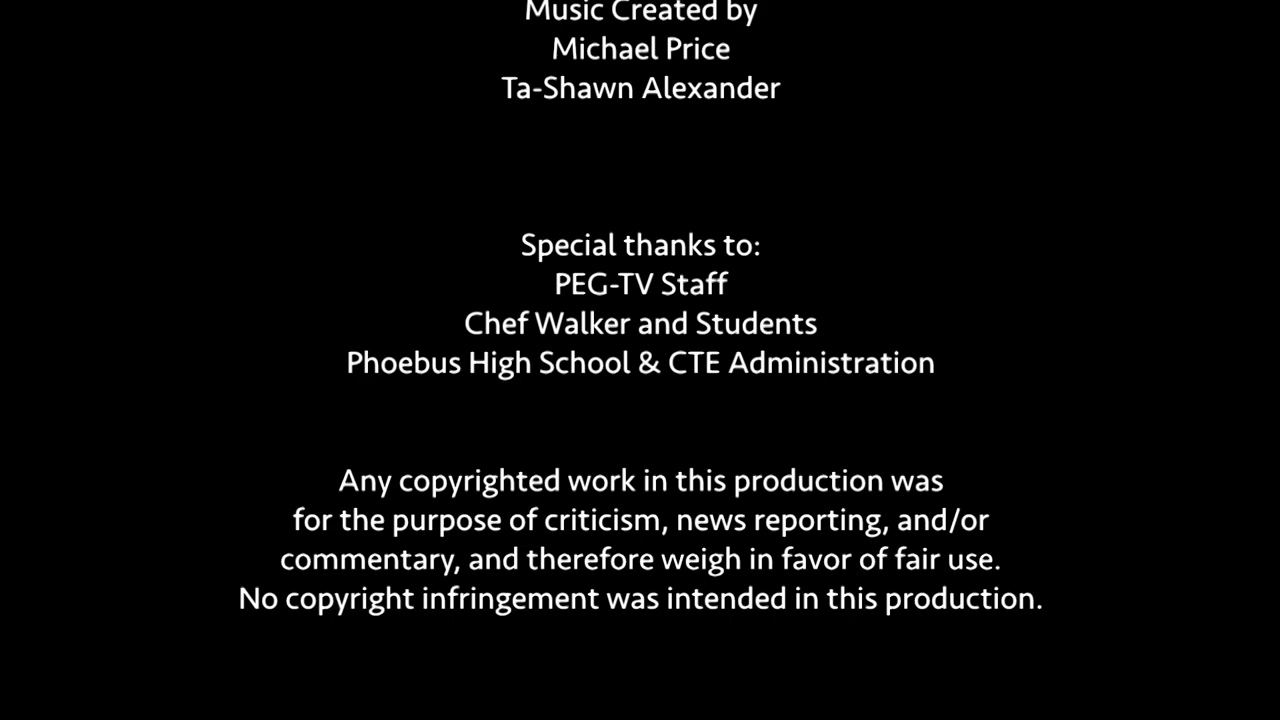 Music Created by
Michael Price
Ta-Shawn Alexander
Special thanks to:
PEG-TV Staff
Chef Walker and Students
Phoebus High School & CTE Administration
Any copyrighted work in this production was
for the purpose of criticism, news reporting, and/or
commentary, and therefore weigh in favor of fair use.
No copyright infringement was intended in this production.